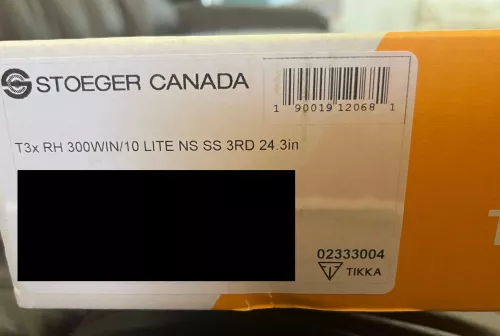 STOEGER CANADA
1 90019 12068 1
T3x RH 300WIN/10 LITE NS SS 3RD 24.3in
02333004
TIKKA